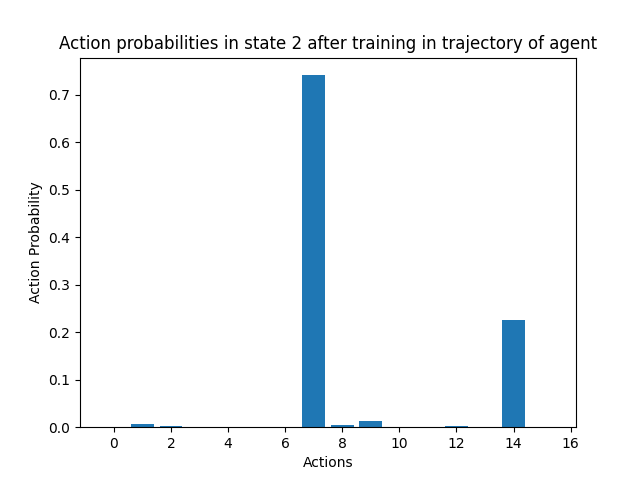 Action probabilities in state 2 after training in trajectory of agent
Action Probability
0.7
0.6
0.5
0.4
0.3
0.2
0.1
0.0
0 2 4 6 8 10 12 14 16
Actions